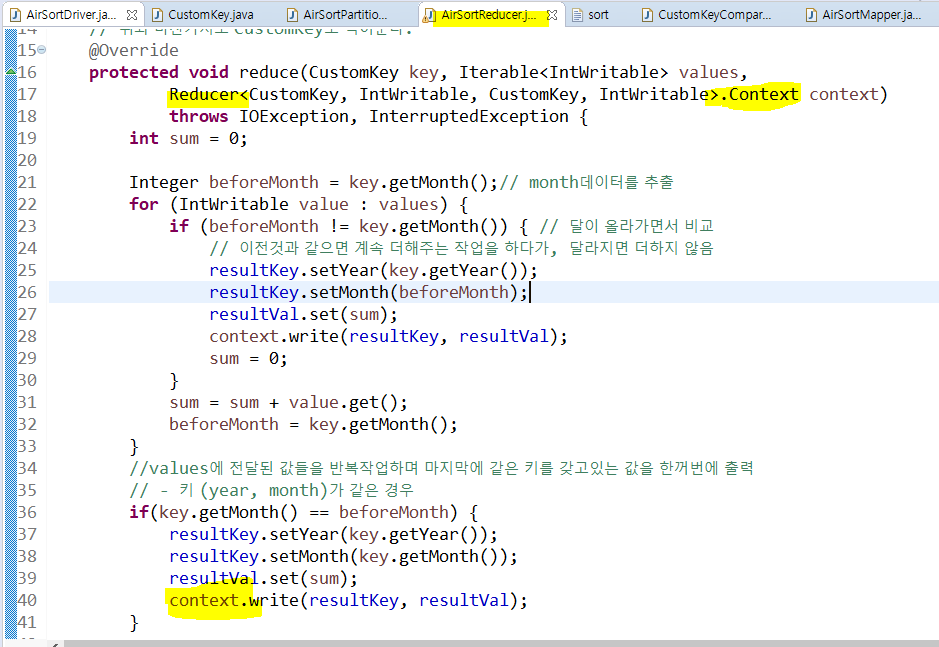 AirSortDriver.ja... CustomKey.java AirSortPartitio... AirSortReducer.j... sort CustomKeyCompar... AirSortMapper.ja...
15 @Override
16 protected void reduce(CustomKey key, Iterable<IntWritable> values,
17 Reducer<CustomKey, IntWritable, CustomKey, IntWritable>.Context context)
18 throws IOException, InterruptedException {
19 int sum = 0;
20
21 Integer beforeMonth = key.getMonth();// month데이터를 추출
22 for (IntWritable value : values) {
23 if (beforeMonth != key.getMonth()) { // 달이 올라가면서 비교
24 // 이전것과 같으면 계속 더해주는 작업을 하다가, 달라지면 더하지 않음
25 resultKey.setYear(key.getYear());
26 resultKey.setMonth(beforeMonth);
27 resultVal.set(sum);
28 context.write(resultKey, resultVal);
29 sum = 0;
30 }
31 sum = sum + value.get();
32 beforeMonth = key.getMonth();
33 }
34 //values에 전달된 값들을 반복작업하며 마지막에 같은 키를 갖고있는 값을 한꺼번에 출력
35 // - 키 (year, month)가 같은 경우
36 if(key.getMonth() == beforeMonth) {
37 resultKey.setYear(key.getYear());
38 resultKey.setMonth(key.getMonth());
39 resultVal.set(sum);
40 context.write(resultKey, resultVal);
41 }